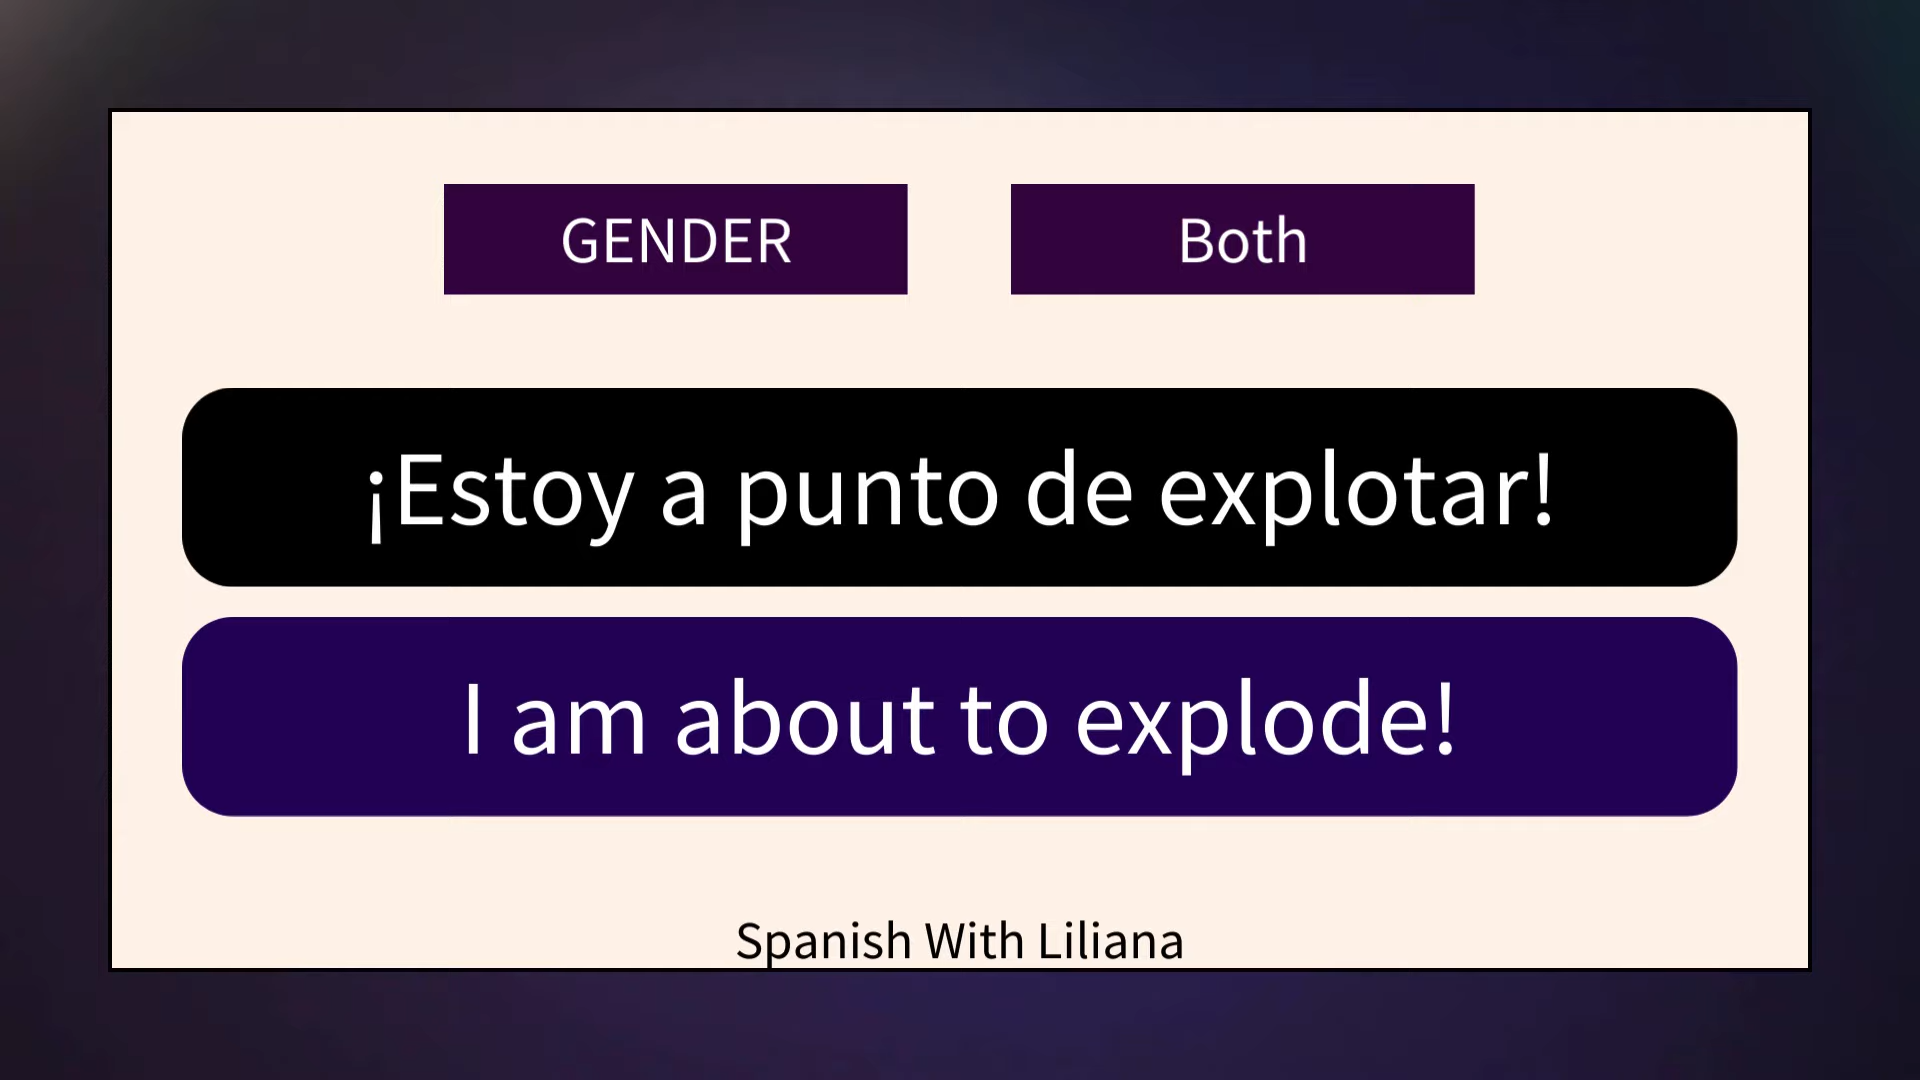 GENDER
Both
¡Estoy a punto de explotar!
I am about to explode!
Spanish With Liliana